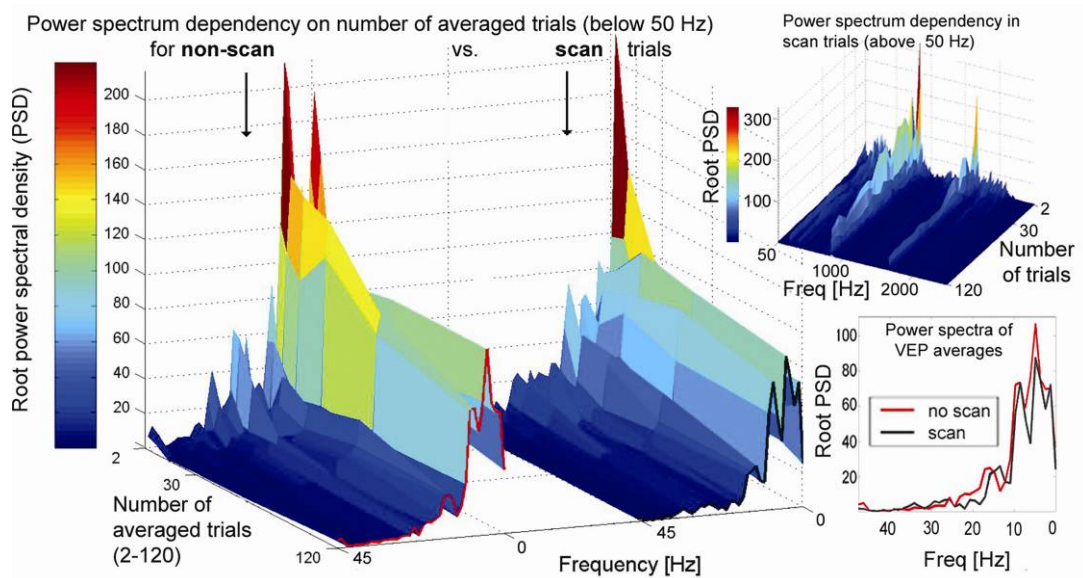 Power spectrum dependency on number of averaged trials (below 50 Hz)
for non-scan vs. scan trials
Root power spectral density (PSD)
200
180
160
140
120
100
80
60
40
20
2
30
120
Number of
averaged trials
(2-120)
45
0
45
0
Frequency [Hz]
Power spectrum dependency in
scan trials (above 50 Hz)
Root PSD
300
200
100
50
1000
2000
Freq [Hz]
2
30
120
Number
of trials
Power spectra of
VEP averages
Root PSD
100
80
60
40
20
no scan
scan
40 30 20 10 0
Freq [Hz]